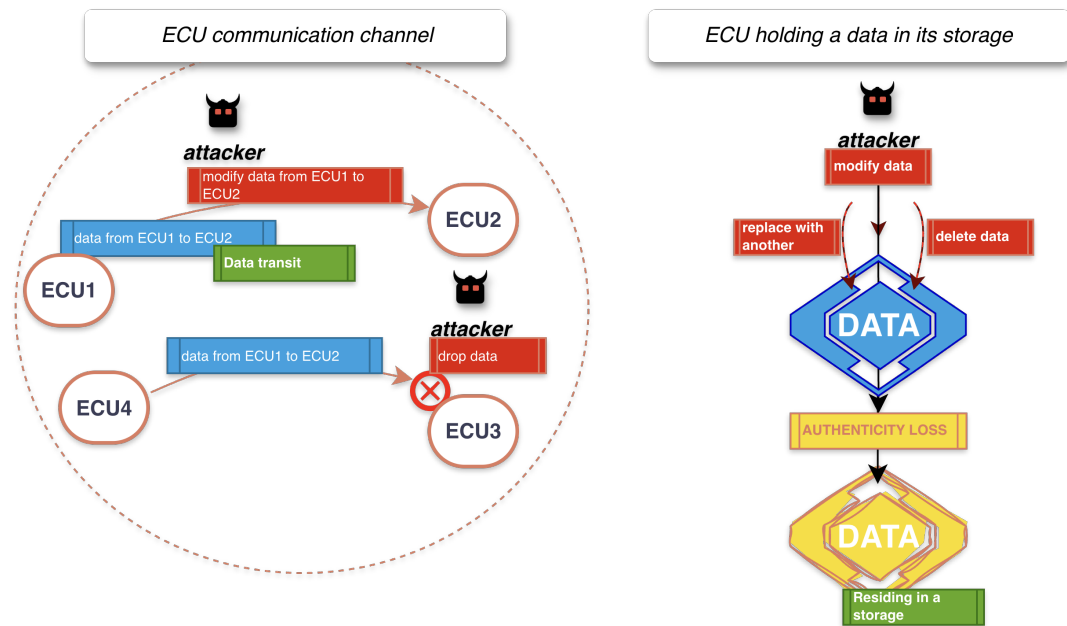 ECU communication channel
attacker
modify data from ECU1 to
ECU2
ECU2
data from ECU1 to ECU2
Data transit
ECU1
attacker
data from ECU1 to ECU2
drop data
ECU4
ECU3
ECU holding a data in its storage
attacker
modify data
replace with
another
delete data
DATA
AUTHENTICITY LOSS
DATA
Residing in a
storage